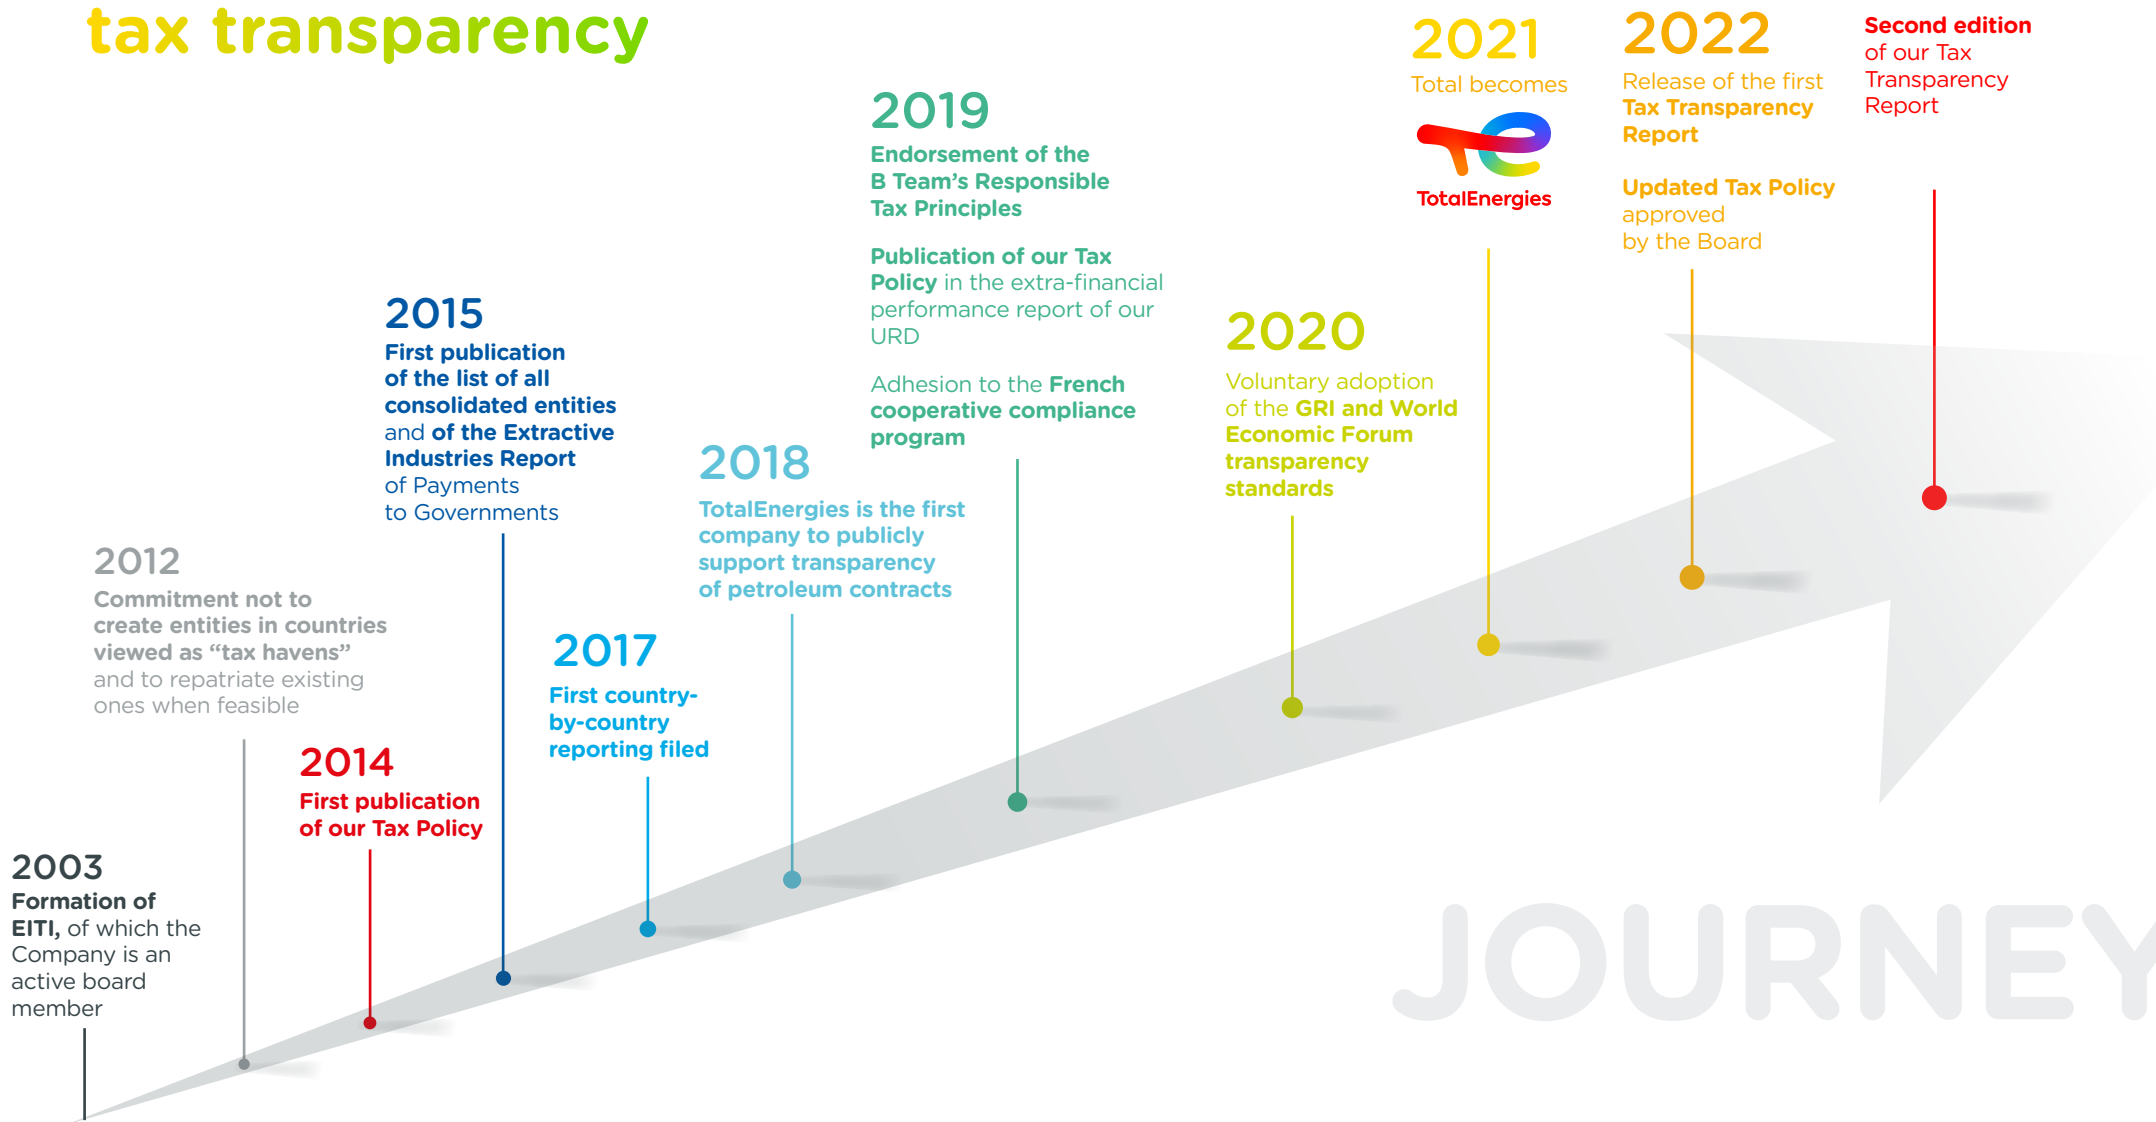 tax transparency
2003
Formation of
EITI, of which the
Company is an
active board
member
2012
Commitment not to
create entities in countries
viewed as “tax havens”
and to repatriate existing
ones when feasible
2014
First publication
of our Tax Policy
2015
First publication
of the list of all
consolidated entities
and of the Extractive
Industries Report
of Payments
to Governments
2017
First country-
by-country
reporting filed
2018
TotalEnergies is the first
company to publicly
support transparency
of petroleum contracts
2019
Endorsement of the
B Team’s Responsible
Tax Principles
Publication of our Tax
Policy in the extra-financial
performance report of our
URD
Adhesion to the French
cooperative compliance
program
2020
Voluntary adoption
of the GRI and World
Economic Forum
transparency
standards
2021
Total becomes
TotalEnergies
2022
Release of the first
Tax Transparency
Report
Updated Tax Policy
approved
by the Board
Second edition
of our Tax
Transparency
Report
JOURNEY